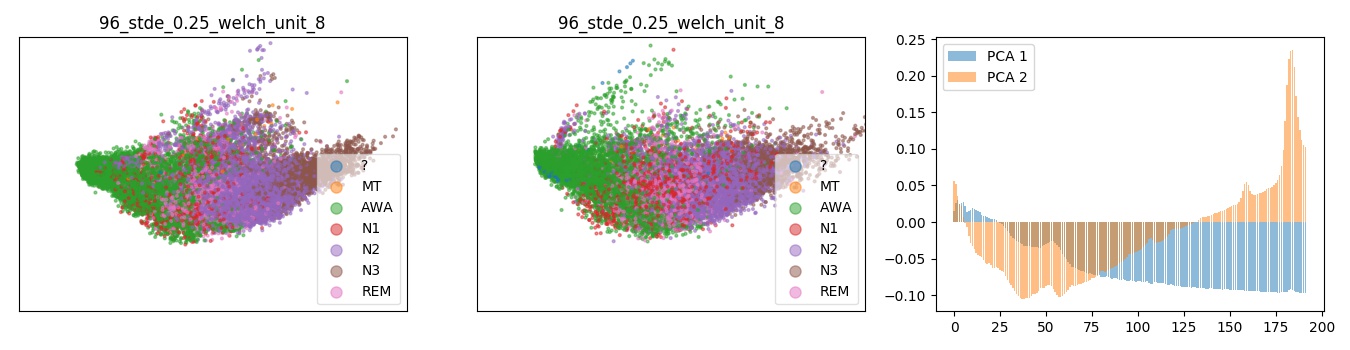 96_stde_0.25_welch_unit_8
?
MT
AWA
N1
N2
N3
REM
96_stde_0.25_welch_unit_8
?
MT
AWA
N1
N2
N3
REM
PCA 1
PCA 2
0.25
0.20
0.15
0.10
0.05
0.00
−0.05
−0.10
0 25 50 75 100 125 150 175 200